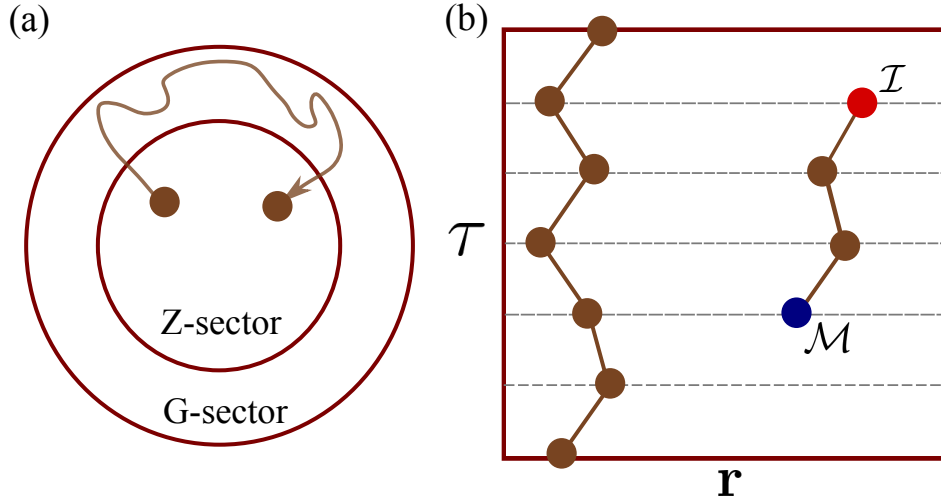 (a)
Z-sector
G-sector
(b)
ℐ
𝒯
ℳ
r